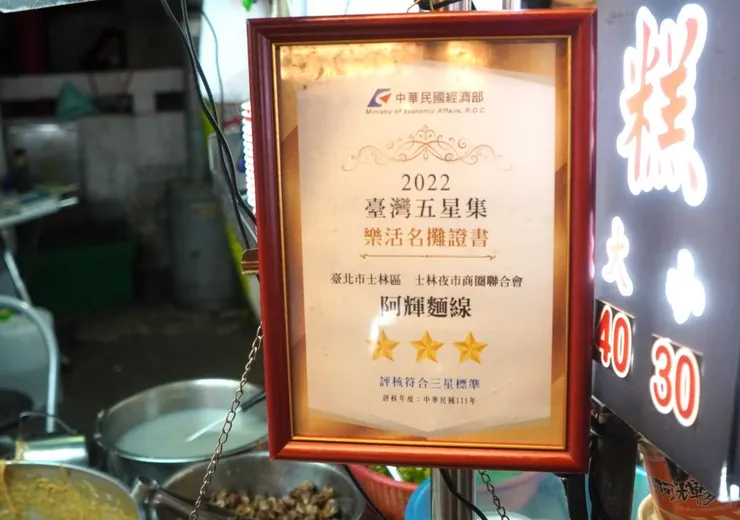 中華民國經濟部
Ministry of Economic Affairs, R.O.C.
2022
臺灣五星集
樂活名攤證書
臺北市士林區 士林夜市商圈聯合會
阿輝麵線
評核符合三星標準
評核年度：中華民國111年
糕
大 小
40 30
阿輝